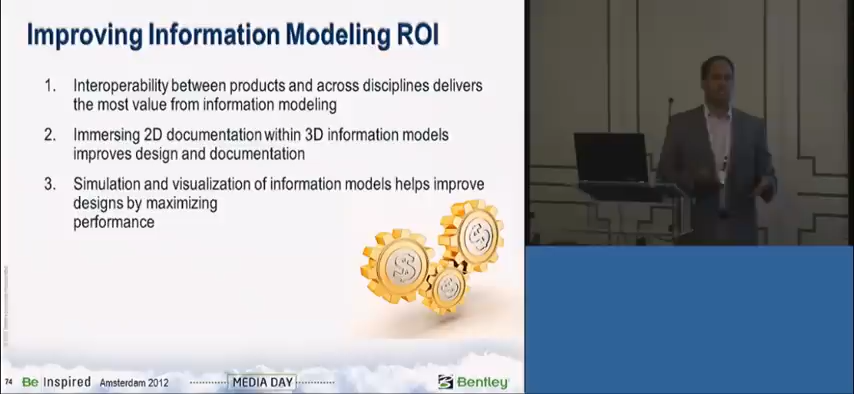 Improving Information Modeling ROI
1. Interoperability between products and across disciplines delivers
the most value from information modeling
2. Immersing 2D documentation within 3D information models
improves design and documentation
3. Simulation and visualization of information models helps improve
designs by maximizing
performance
$ $ $
74 Be Inspired Amsterdam 2012 MEDIA DAY Bentley